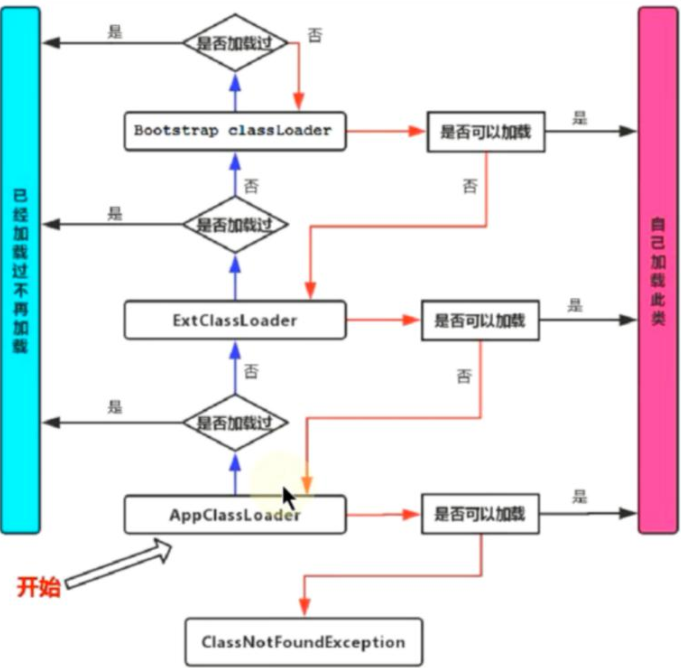 是
是否加载过
否
Bootstrap classLoader
是否可以加载
是
否
否
是
是否加载过
已经加载过不再加载
自己加载此类
ExtClassLoader
是否可以加载
是
否
否
是
是否加载过
AppClassLoader
是否可以加载
是
开始
ClassNotFoundException